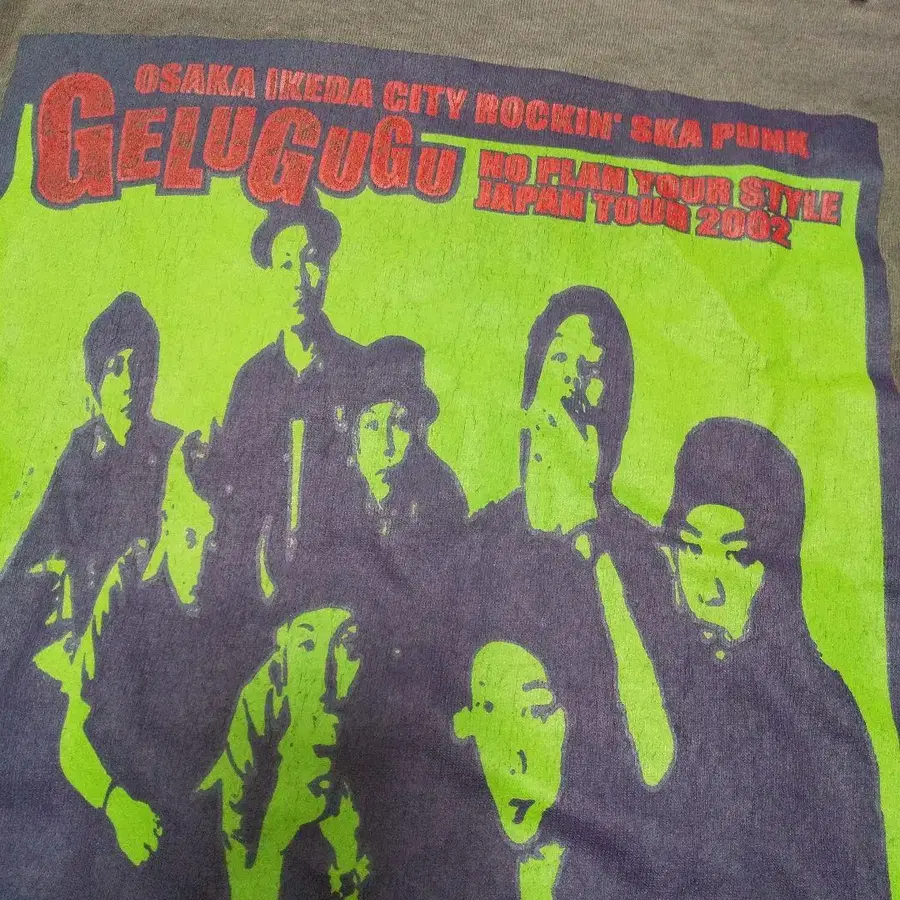 OSAKA IKEDA CITY ROCKIN' SKA PUNK
GELUGUGU
NO PLAN YOUR STYLE
JAPAN TOUR 2002